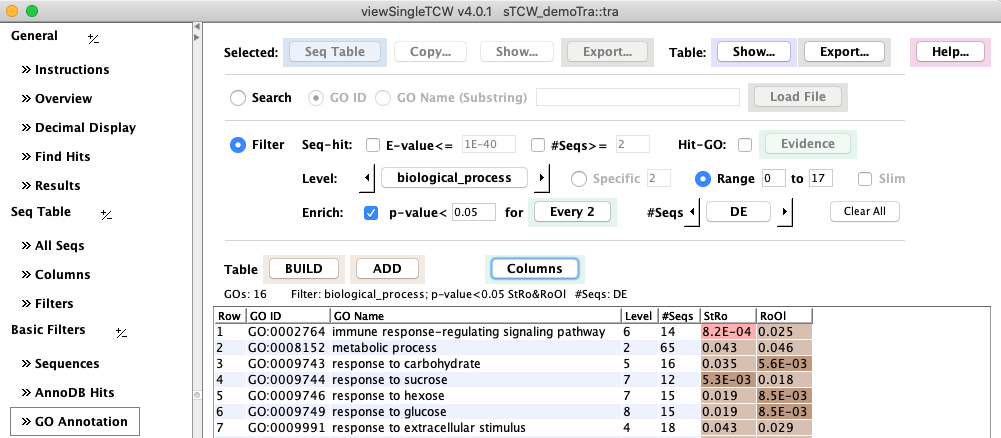 viewSingleTCW v4.0.1 sTCW_demoTra::tra
General +/-
>> Instructions
>> Overview
>> Decimal Display
>> Find Hits
>> Results
Seq Table +/-
>> All Seqs
>> Columns
>> Filters
Basic Filters +/-
>> Sequences
>> AnnoDB Hits
>> GO Annotation
Selected: Seq Table Copy... Show... Export... Table: Show... Export... Help...
Search GO ID GO Name (Substring) Load File
Filter Seq-hit: E-value<= 1E-40 #Seqs>= 2 Hit-GO: Evidence
Level: biological_process Specific 2 Range 0 to 17 Slim
Enrich: p-value< 0.05 for Every 2 #Seqs DE Clear All
Table BUILD ADD Columns
GOs: 16 Filter: biological_process; p-value<0.05 StRo&RoOl #Seqs: DE
Row GO ID GO Name Level #Seqs StRo RoOl
1 GO:0002764 immune response-regulating signaling pathway 6 14 8.2E-04 0.025
2 GO:0008152 metabolic process 2 65 0.043 0.046
3 GO:0009743 response to carbohydrate 5 16 0.035 5.6E-03
4 GO:0009744 response to sucrose 7 12 5.3E-03 0.018
5 GO:0009746 response to hexose 7 15 0.019 8.5E-03
6 GO:0009749 response to glucose 8 15 0.019 8.5E-03
7 GO:0009991 response to extracellular stimulus 4 18 0.043 0.029